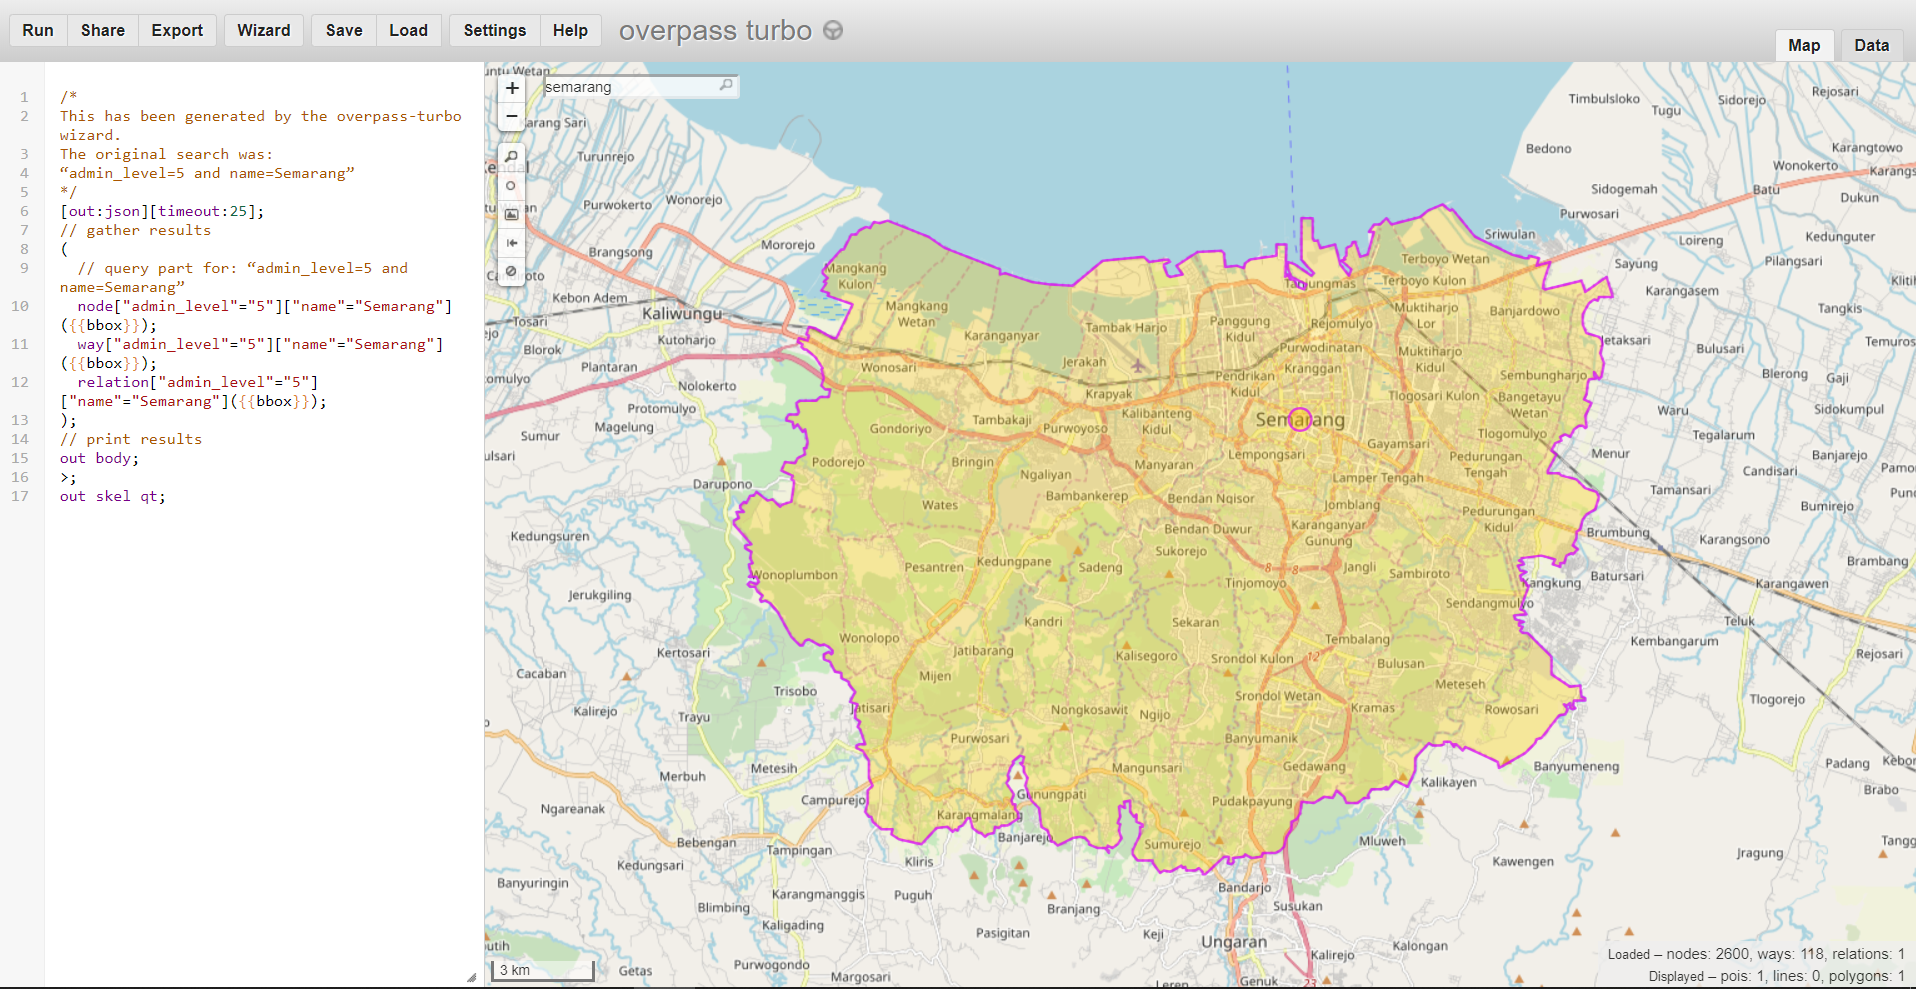 Run Share Export Wizard Save Load Settings Help overpass turbo
Map Data
1 /*
2 This has been generated by the overpass-turbo
wizard.
3 The original search was:
4 “admin_level=5 and name=Semarang”
5 */
6 [out:json][timeout:25];
7 // gather results
8 (
9 // query part for: “admin_level=5 and
name=Semarang”
10 node["admin_level"="5"]["name"="Semarang"]
({{bbox}});
11 way["admin_level"="5"]["name"="Semarang"]
({{bbox}});
12 relation["admin_level"="5"]
["name"="Semarang"]({{bbox}});
13 );
14 // print results
15 out body;
16 >;
17 out skel qt;
+
semarang
−
Timbulsloko
Tugu
Sidorejo
Rejosari
Turunrejo
Bedono
Karangtowo
Wonokerto
Batu
Sidogemah
Dukun
Purwokerto
Wonorejo
Purwosari
Brangsong
Mororejo
Sriwulan
Loireng
Kedunguter
Mangkang
Kulon
Terboyo Wetan
Sayung
Pilangsari
Kebon Adem
Kaliwungu
Mangkang
Wetan
Tanjungmas
Terboyo Kulon
Karangasem
Tosari
Kutoharjo
Karanganyar
Tambak Harjo
Panggung
Kidul
Rejomulyo
Muktiharjo
Lor
Banjardowo
Tangkis
Blorok
Plantaran
Wonosari
Jerakah
Purwodinatan
Kranggan
Muktiharjo
Kidul
Bulusari
Temuros
Nolokerto
Krapyak
Pendrikan
Kidul
Sembungharjo
Blerong
Gaji
Protomulyo
Magelung
Gondoriyo
Tambakaji
Purwoyoso
Kalibanteng
Kidul
Semarang
Tlogosari Kulon
Bangetayu
Wetan
Waru
Sidokumpul
Sumur
Gayamsari
Tlogomulyo
Tegalarum
Podorejo
Bringin
Ngaliyan
Manyaran
Lempongsari
Pedurungan
Tengah
Menur
Banjarejo
Candisari
Darupono
Wates
Bambankerep
Bendan Ngisor
Lamper Tengah
Jomblang
Pedurungan
Kidul
Tamansari
Bumirejo
Kedungsuren
Bendan Duwur
Karanganyar
Gunung
Brumbung
Karangsono
Wonoplumbon
Pesantren
Kedungpane
Sukorejo
Sadeng
8
8
Jangli
Sambiroto
Batursari
Brambang
Karangawen
Jerukgiling
Tinjomoyo
Sendangmulyo
Kandri
Sekaran
Teluk
Kertosari
Wonolopo
Jatibarang
Kalisegoro
Srondol Kulon
12
Tembalang
Kembangarum
Rejosari
Cacaban
Trisobo
Mijen
Bulusan
Meteseh
Tlogorejo
Kalirejo
Trayu
Jatisari
Nongkosawit
Ngijo
Srondol Wetan
Kramas
Rowosari
Purwosari
Banyumanik
Merbuh
Metesih
Mangunsari
Gedawang
Banyumeneng
Padang
Kalikayen
Ngareanak
Campurejo
Gunungpati
Pudakpayung
Brabo
Karangmalang
Bebengan
Tampingan
Banjarejo
Sumurejo
Mluweh
Jragung
Kedungsari
Kliris
Kawengen
Banyuringin
Karangmanggis
Puguh
Bandarjo
Blimbing
Branjang
Susukan
Kaligading
Pasigitan
Keji
Ungaran
Kalongan
Kalirejo
Loaded – nodes: 2600, ways: 118, relations: 1
3 km
Getas
Purwogondo
Margosari
Genuk
23
Displayed – pois: 1, lines: 0, polygons: 1